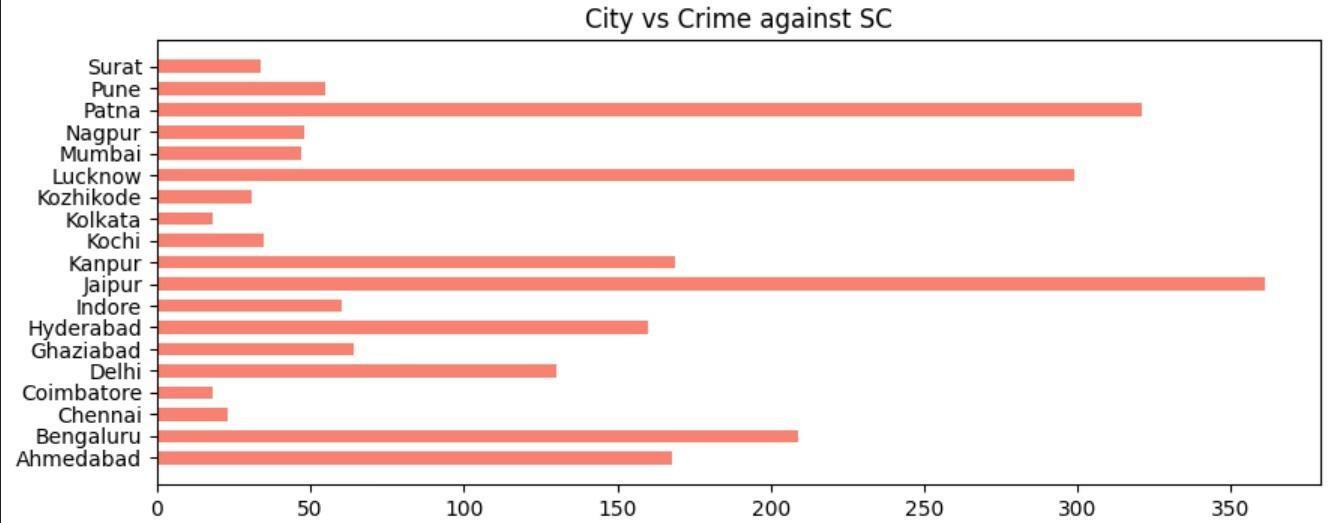 City vs Crime against SC
Surat
Pune
Patna
Nagpur
Mumbai
Lucknow
Kozhikode
Kolkata
Kochi
Kanpur
Jaipur
Indore
Hyderabad
Ghaziabad
Delhi
Coimbatore
Chennai
Bengaluru
Ahmedabad
0 50 100 150 200 250 300 350